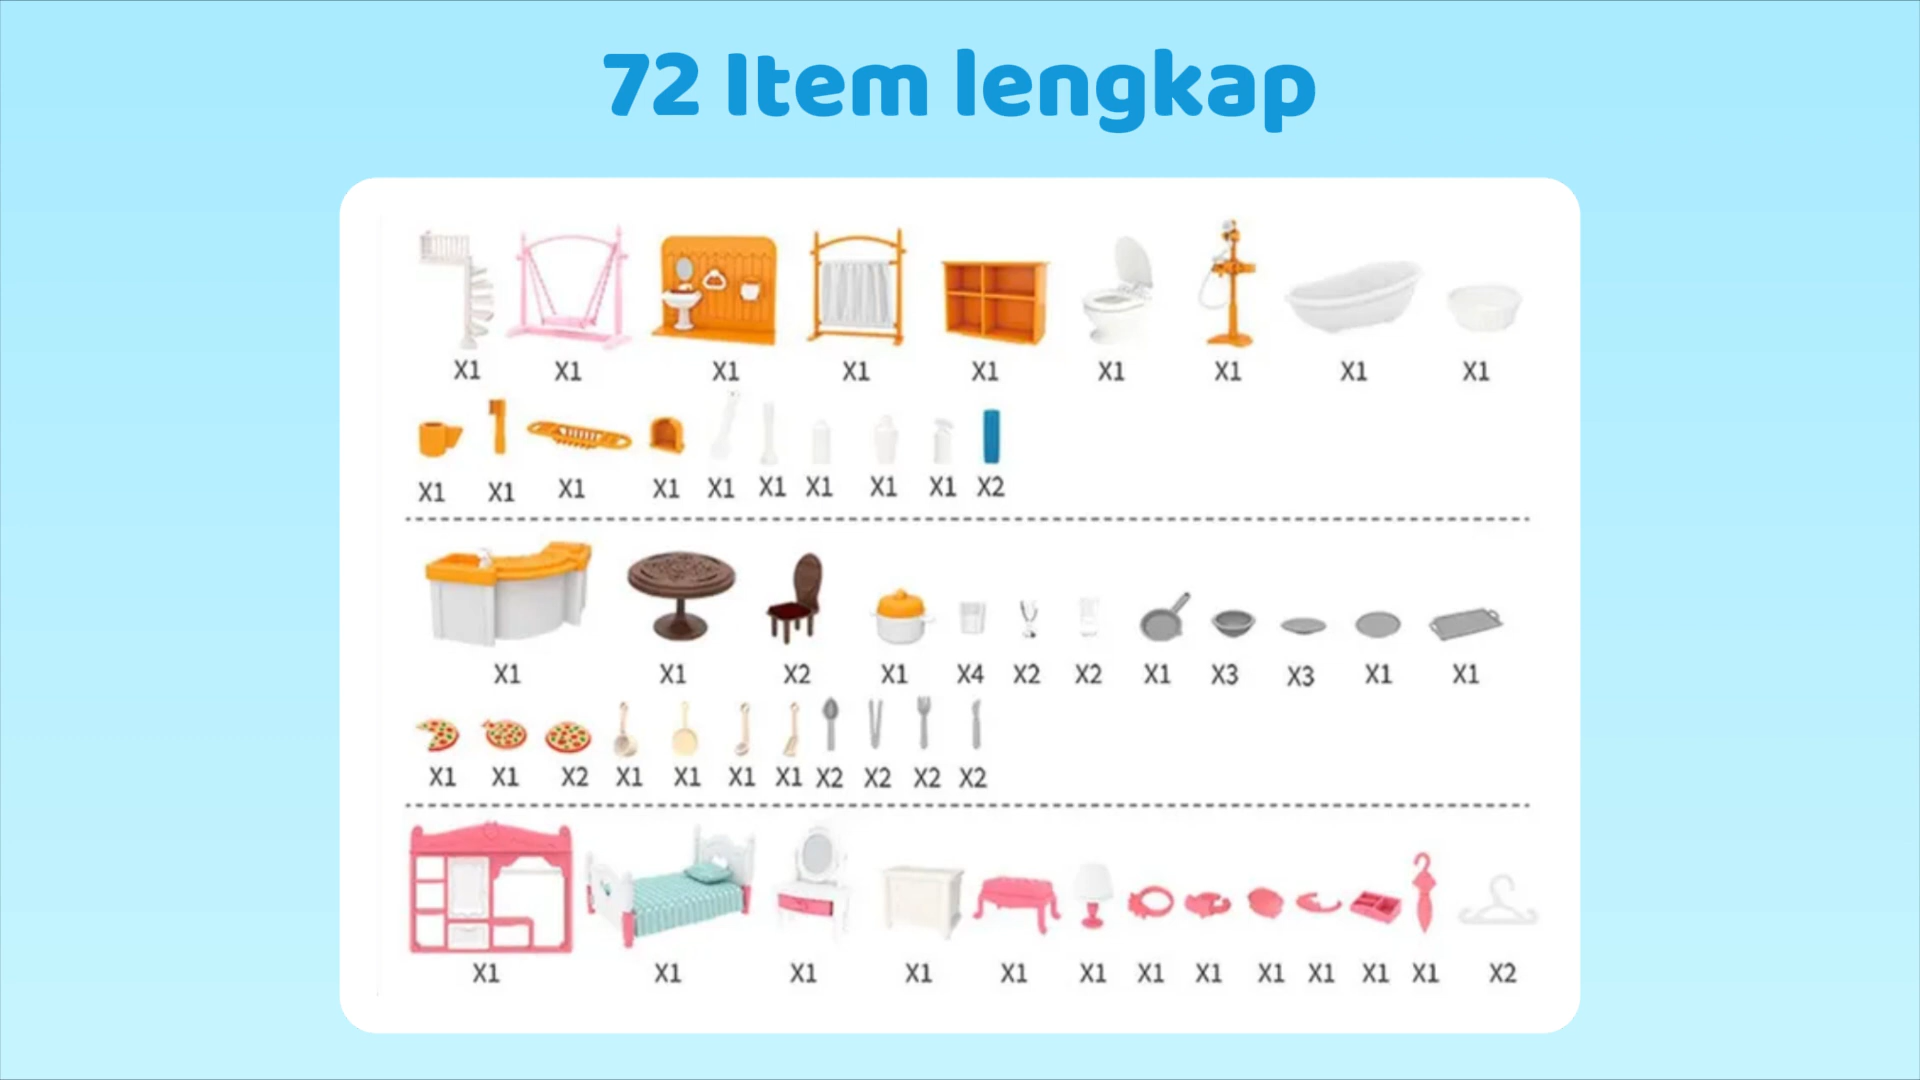 72 Item lengkap
X1 X1 X1 X1 X1 X1 X1 X1 X1
X1 X1 X1 X1 X1 X1 X1 X1 X1 X2
X1 X1 X2 X1 X4 X2 X2 X1 X3 X3 X1 X1
X1 X1 X2 X1 X1 X1 X1 X2 X2 X2 X2
X1 X1 X1 X1 X1 X1 X1 X1 X1 X1 X1 X1 X2